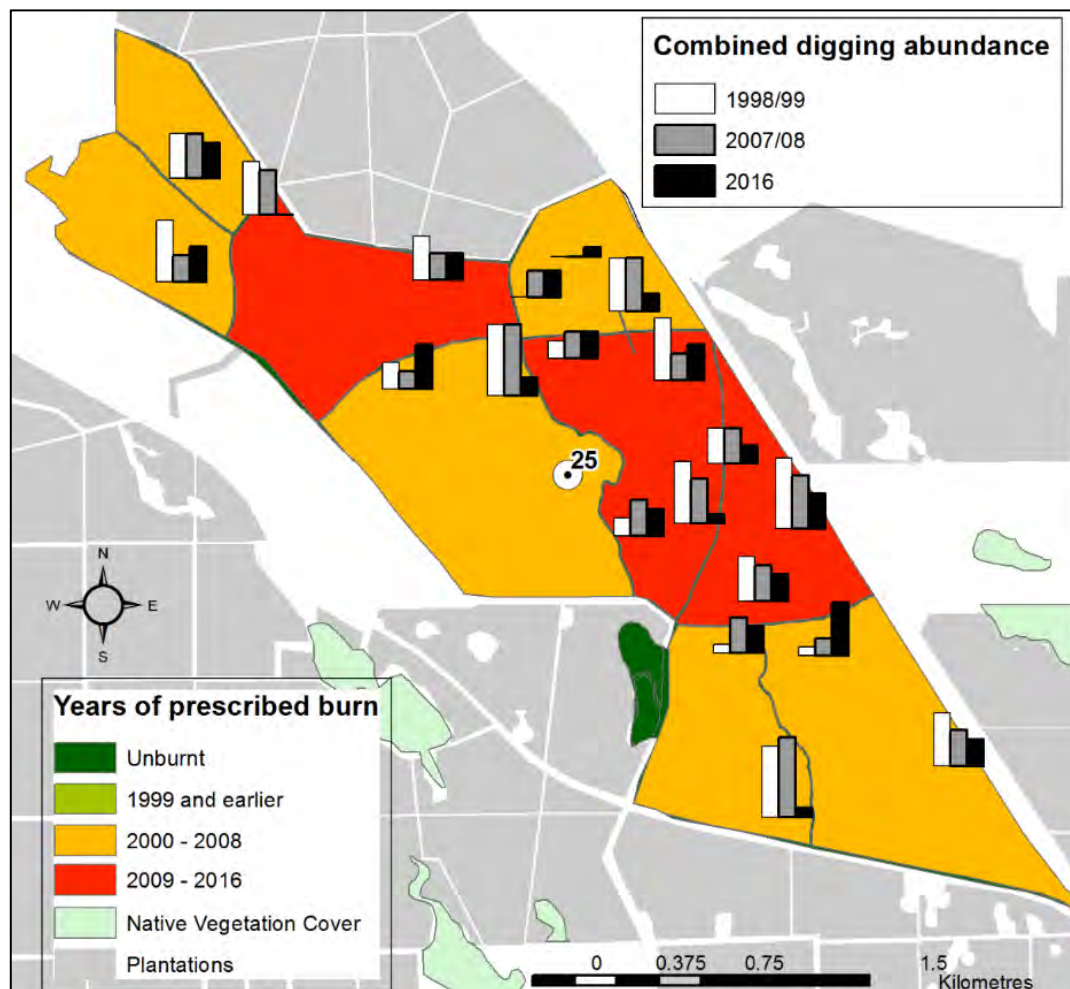 Combined digging abundance
1998/99
2007/08
2016
25
N
W E
S
Years of prescribed burn
Unburnt
1999 and earlier
2000 - 2008
2009 - 2016
Native Vegetation Cover
Plantations
0 0.375 0.75 1.5
Kilometres